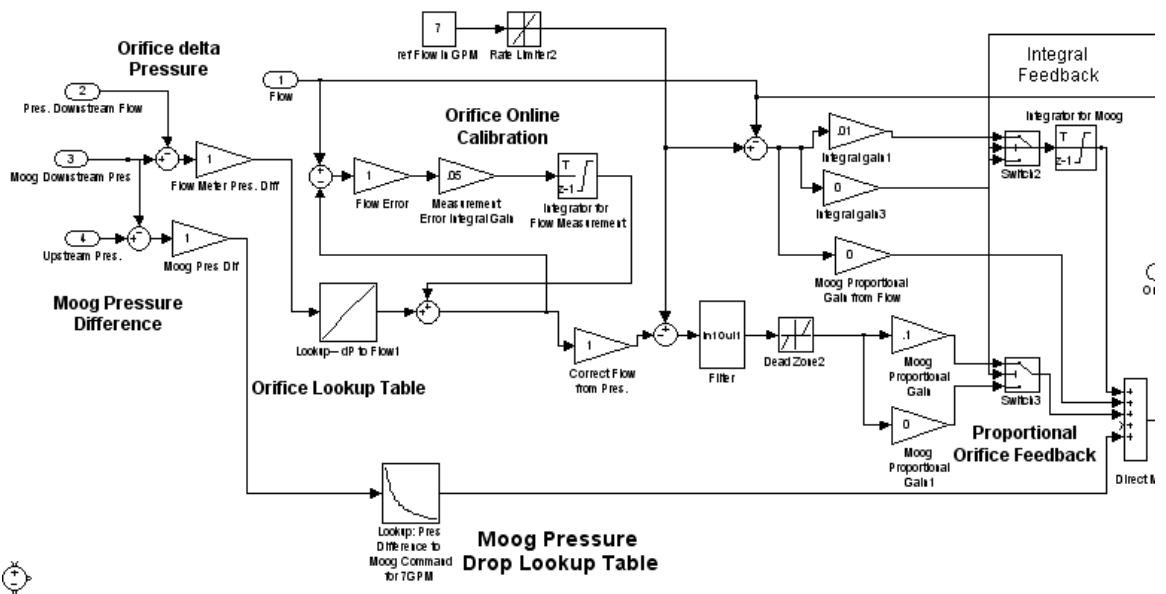 7
ref Flow in GPM
Rate Limiter2
Orifice delta
Pressure
Integral
Feedback
2
Pres. Downstream Flow
1
Flow
Orifice Online
Calibration
Integrator for Moog
.01
Integral gain1
T
z-1
Switch2
3
Moog Downstream Pres
1
Flow Meter Pres. Diff
1
Flow Error
.05
Measurement
Error Integral Gain
T
z-1
Integrator for
Flow Measurement
0
Integral gain3
4
Upstream Pres.
1
Moog Pres Diff
0
Moog Proportional
Gain from Flow
Moog Pressure
Difference
Lookup--- dP to Flow1
Orifice Lookup Table
1
Correct Flow
from Pres.
In1 Out1
Filter
Dead Zone2
.1
Moog
Proportional
Gain
Switch3
0
Moog
Proportional
Gain1
Proportional
Orifice Feedback
Direct M
Lookup: Pres
Difference to
Moog Command
for 7GPM
Moog Pressure
Drop Lookup Table